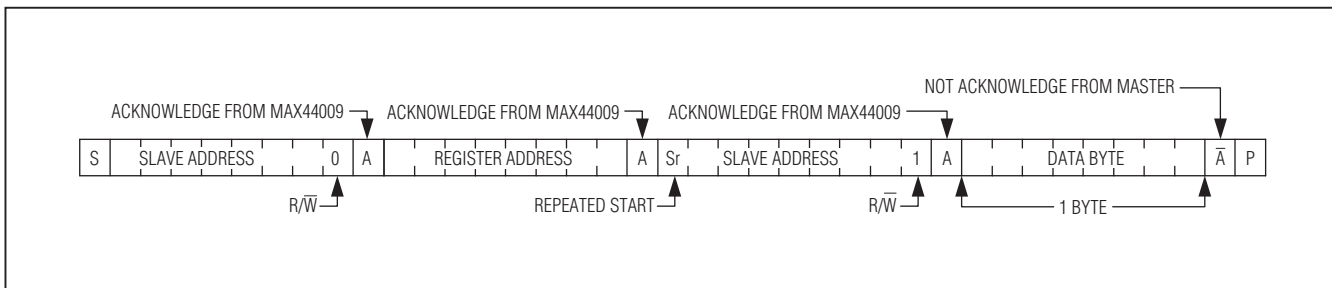 NOT ACKNOWLEDGE FROM MASTER
ACKNOWLEDGE FROM MAX44009 ACKNOWLEDGE FROM MAX44009 ACKNOWLEDGE FROM MAX44009
S SLAVE ADDRESS 0 A REGISTER ADDRESS A Sr SLAVE ADDRESS 1 A DATA BYTE A̅ P
R/W̅ REPEATED START R/W̅ 1 BYTE